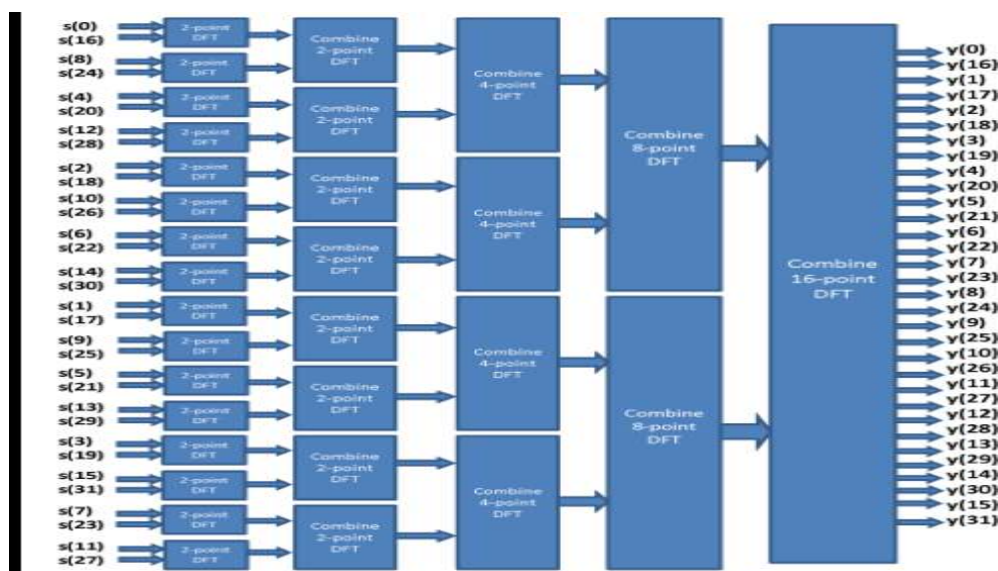 s(0)
s(16)
s(8)
s(24)
s(4)
s(20)
s(12)
s(28)
s(2)
s(18)
s(10)
s(26)
s(6)
s(22)
s(14)
s(30)
s(1)
s(17)
s(9)
s(25)
s(5)
s(21)
s(13)
s(29)
s(3)
s(19)
s(15)
s(31)
s(7)
s(23)
s(11)
s(27)
2-point
DFT
2-point
DFT
2-point
DFT
2-point
DFT
2-point
DFT
2-point
DFT
2-point
DFT
2-point
DFT
2-point
DFT
2-point
DFT
2-point
DFT
2-point
DFT
2-point
DFT
2-point
DFT
2-point
DFT
2-point
DFT
Combine
2-point
DFT
Combine
2-point
DFT
Combine
2-point
DFT
Combine
2-point
DFT
Combine
2-point
DFT
Combine
2-point
DFT
Combine
2-point
DFT
Combine
2-point
DFT
Combine
4-point
DFT
Combine
4-point
DFT
Combine
4-point
DFT
Combine
4-point
DFT
Combine
8-point
DFT
Combine
8-point
DFT
Combine
16-point
DFT
y(0)
y(16)
y(1)
y(17)
y(2)
y(18)
y(3)
y(19)
y(4)
y(20)
y(5)
y(21)
y(6)
y(22)
y(7)
y(23)
y(8)
y(24)
y(9)
y(25)
y(10)
y(26)
y(11)
y(27)
y(12)
y(28)
y(13)
y(29)
y(14)
y(30)
y(15)
y(31)